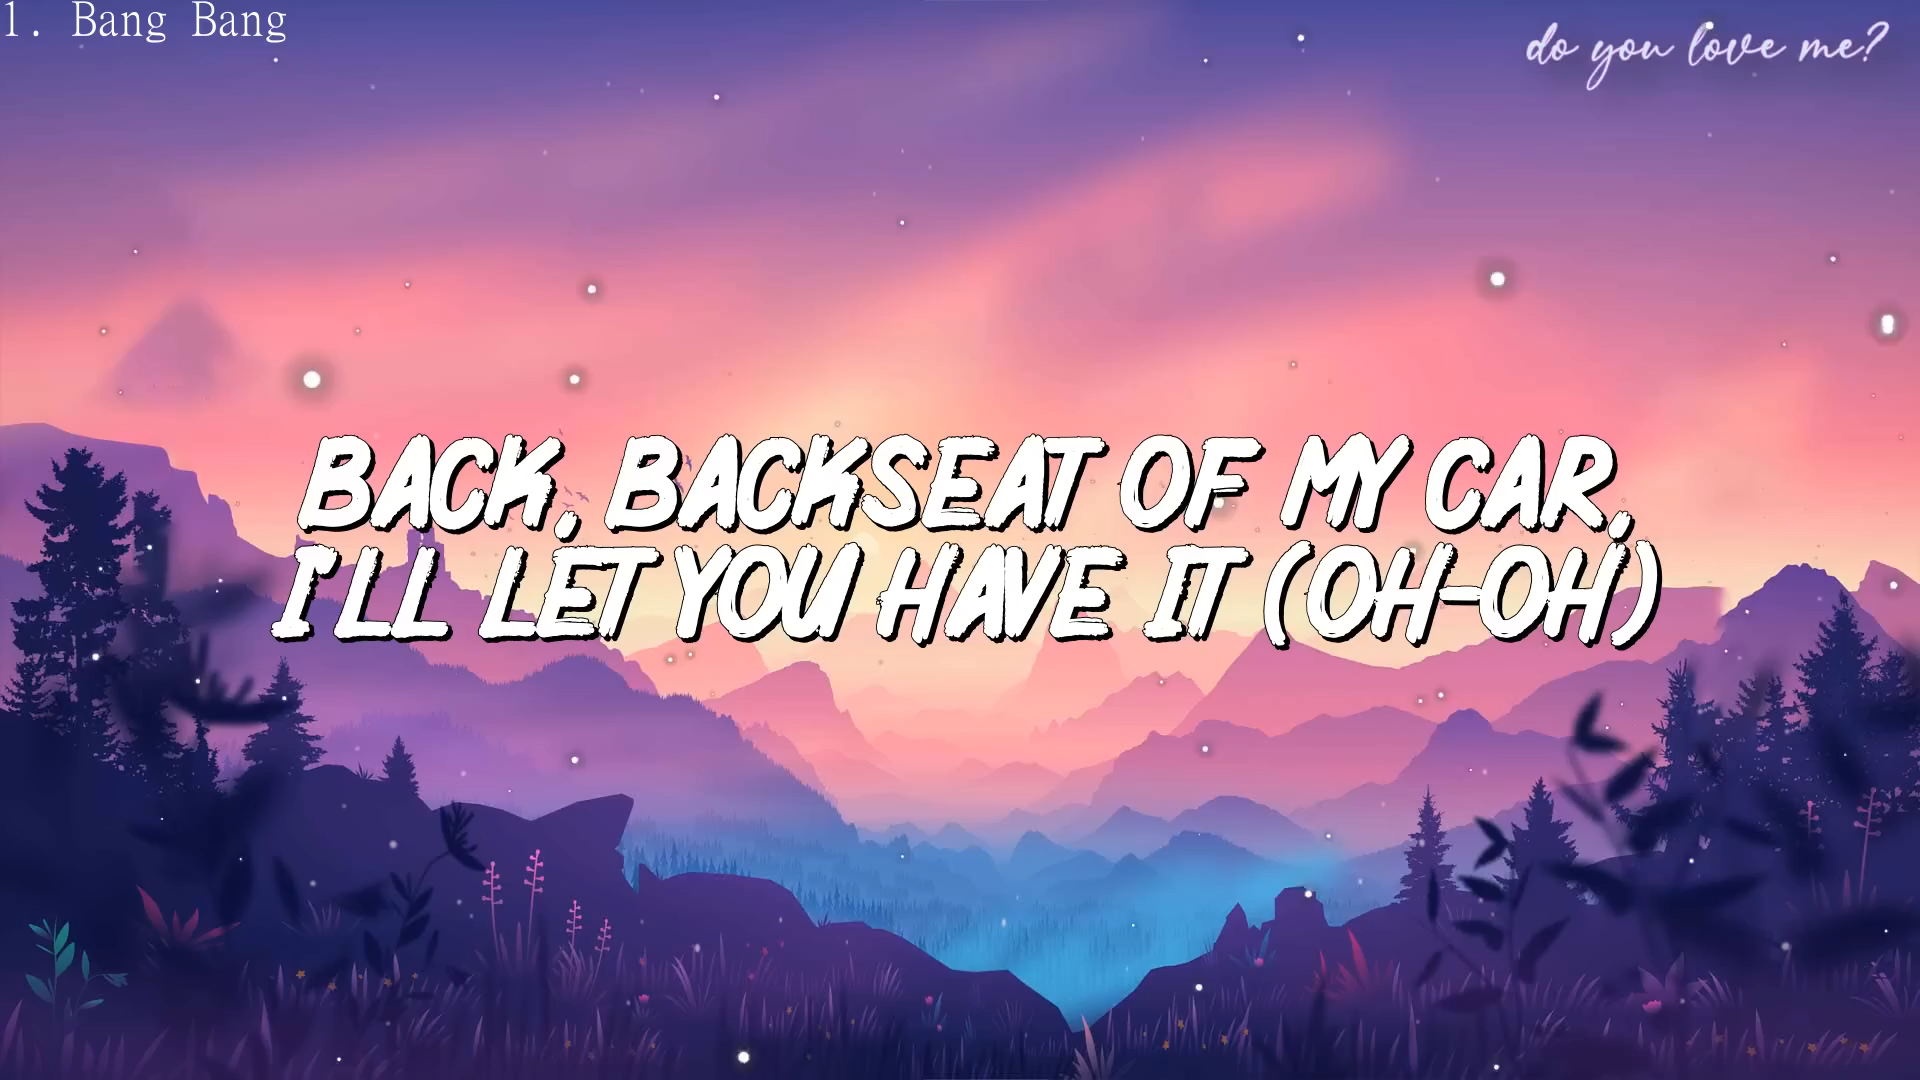 1. Bang Bang
do you love me?
BACK, BACKSEAT OF MY CAR,
I'LL LET YOU HAVE IT (OH-OH)